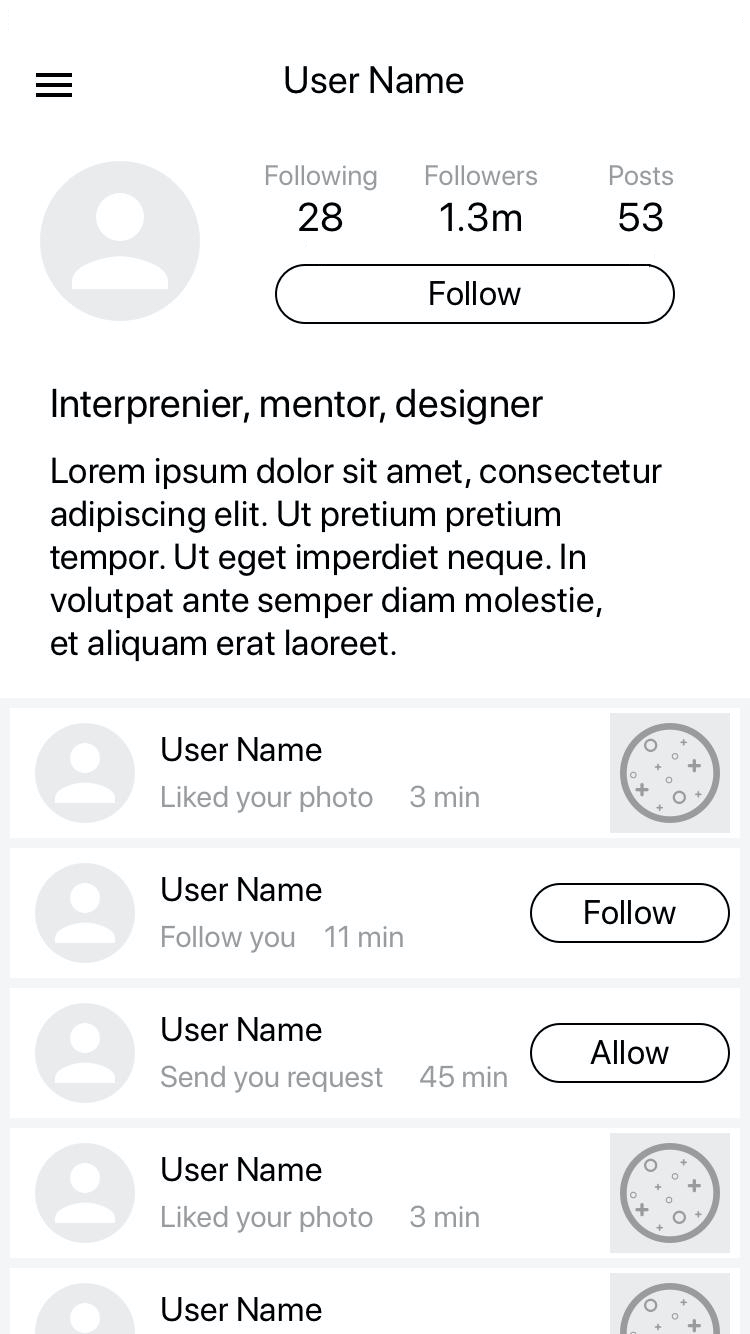 User Name
Following Followers Posts
28 1.3m 53
Follow
Interprenier, mentor, designer
Lorem ipsum dolor sit amet, consectetur
adipiscing elit. Ut pretium pretium
tempor. Ut eget imperdiet neque. In
volutpat ante semper diam molestie,
et aliquam erat laoreet.
User Name
Liked your photo 3 min
User Name
Follow you 11 min
Follow
User Name
Send you request 45 min
Allow
User Name
Liked your photo 3 min
User Name